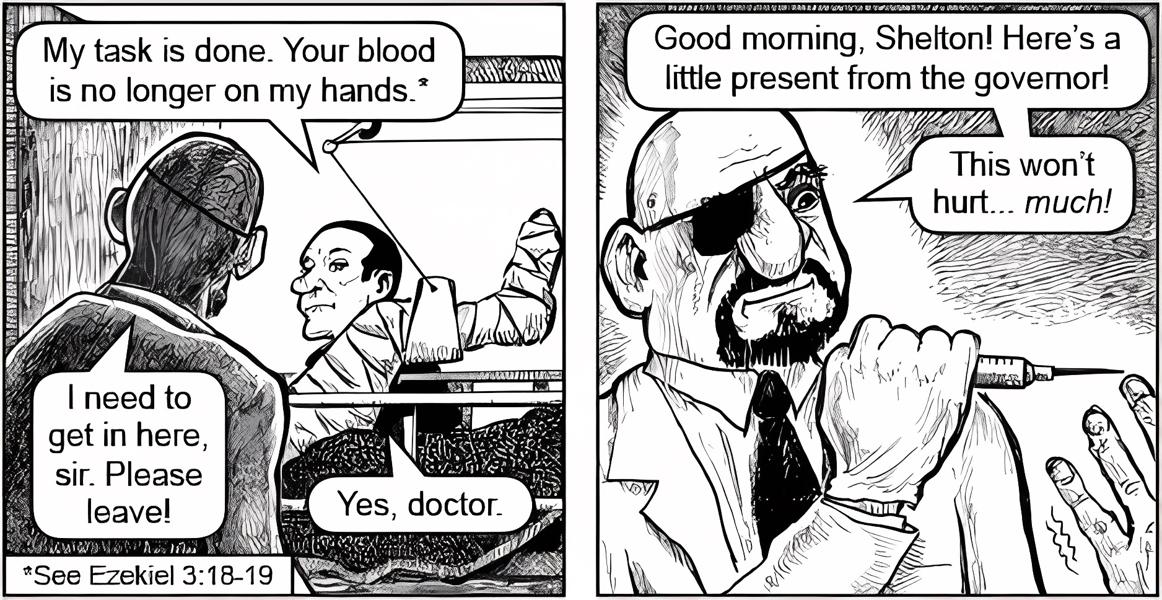 My task is done. Your blood
is no longer on my hands.*
I need to
get in here,
sir. Please
leave!
Yes, doctor.
*See Ezekiel 3:18-19
Good morning, Shelton! Here's a
little present from the governor!
This won't
hurt... much!